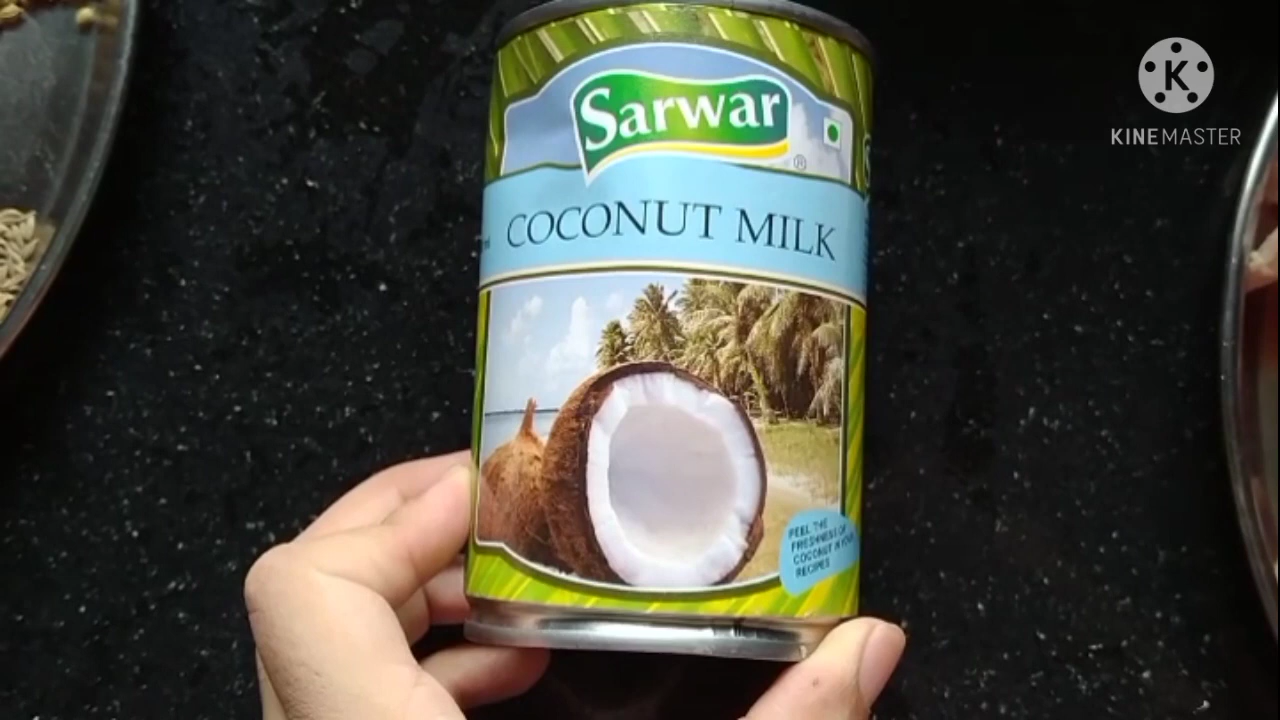 Sarwar
®
COCONUT MILK
FEEL THE
FRESHNESS OF
COCONUT IN YOUR
RECIPES
K
KINEMASTER